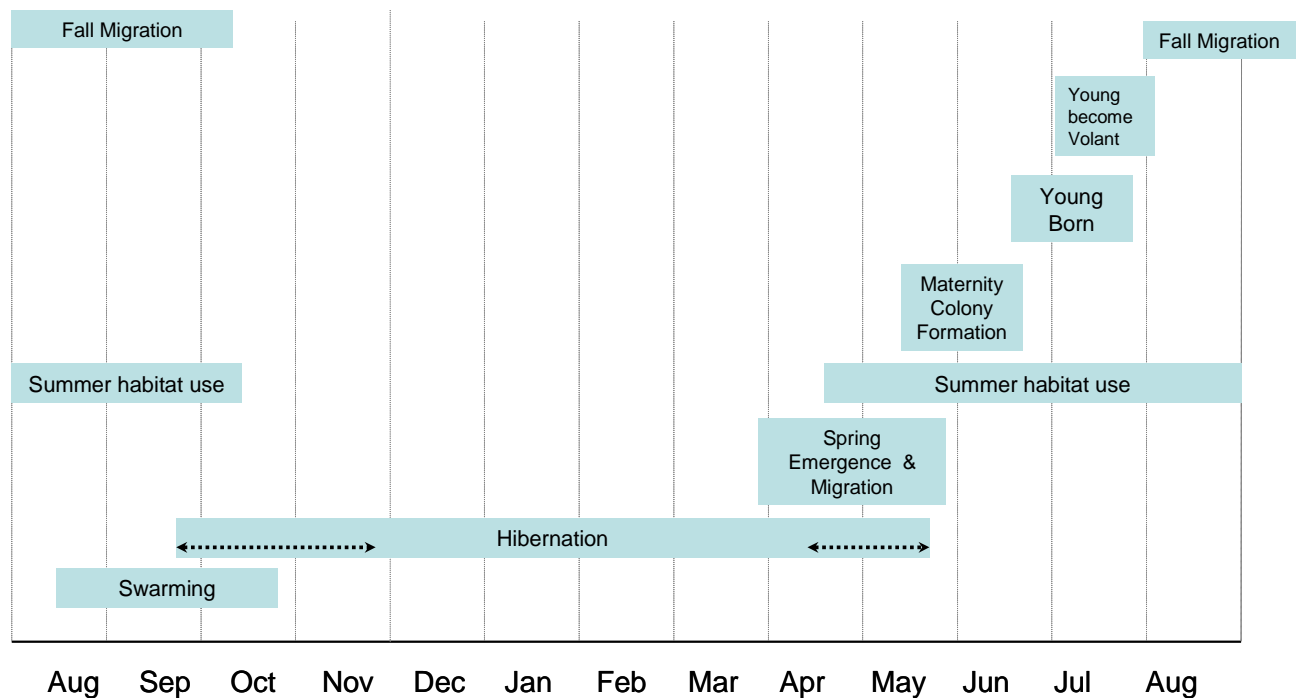 Fall Migration
Fall Migration
Young
become
Volant
Young
Born
Maternity
Colony
Formation
Summer habitat use
Summer habitat use
Spring
Emergence &
Migration
Hibernation
Swarming
Aug Sep Oct Nov Dec Jan Feb Mar Apr May Jun Jul Aug